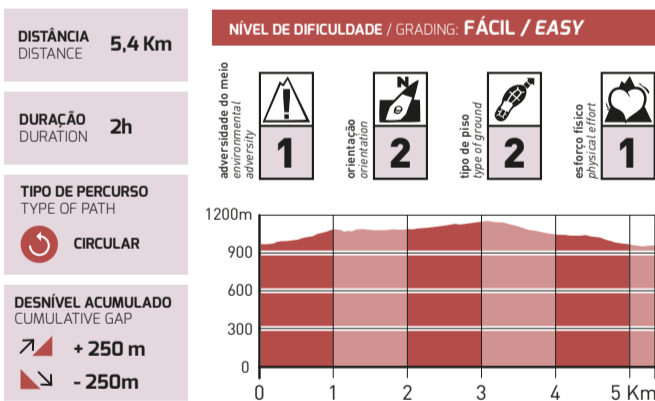 DISTÂNCIA
DISTANCE
5,4 Km
DURAÇÃO
DURATION
2h
TIPO DE PERCURSO
TYPE OF PATH
CIRCULAR
DESNÍVEL ACUMULADO
CUMULATIVE GAP
+ 250 m
- 250m
NÍVEL DE DIFICULDADE / GRADING: FÁCIL / EASY
adversidade do meio
environmental
adversity
1
N
orientação
orientation
2
tipo de piso
type of ground
2
esforço físico
physical effort
1
1200m
900
600
300
0
0 1 2 3 4 5 Km